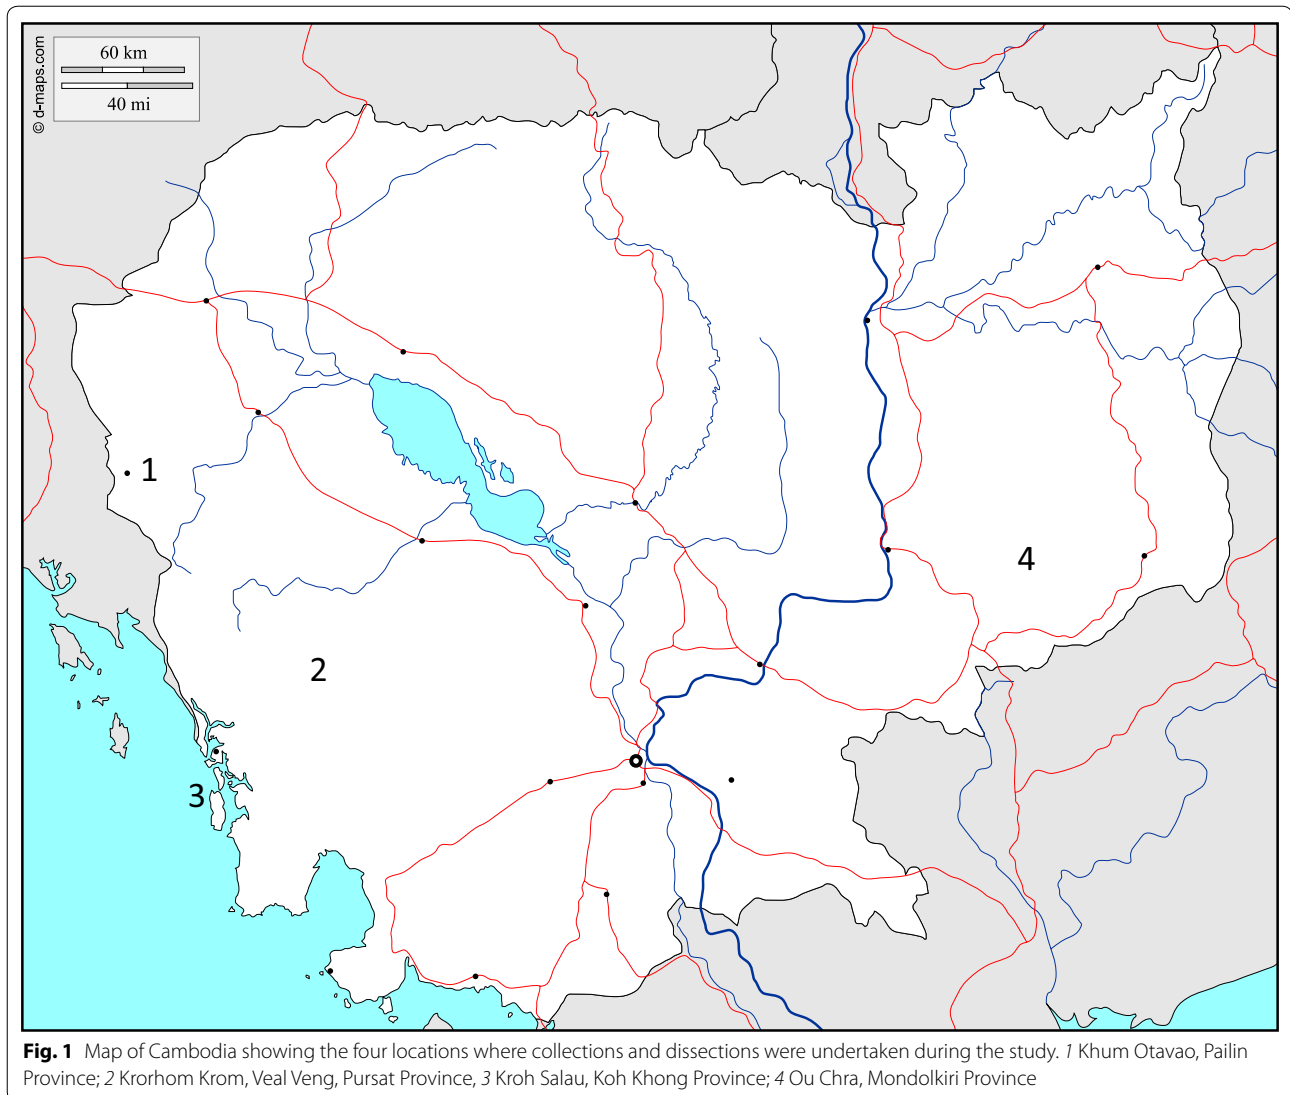 60 km
40 mi
© d-maps.com
1
4
2
3
Fig. 1 Map of Cambodia showing the four locations where collections and dissections were undertaken during the study. 1 Khum Otavao, Pailin
Province; 2 Krorhom Krom, Veal Veng, Pursat Province, 3 Kroh Salau, Koh Khong Province; 4 Ou Chra, Mondolkiri Province